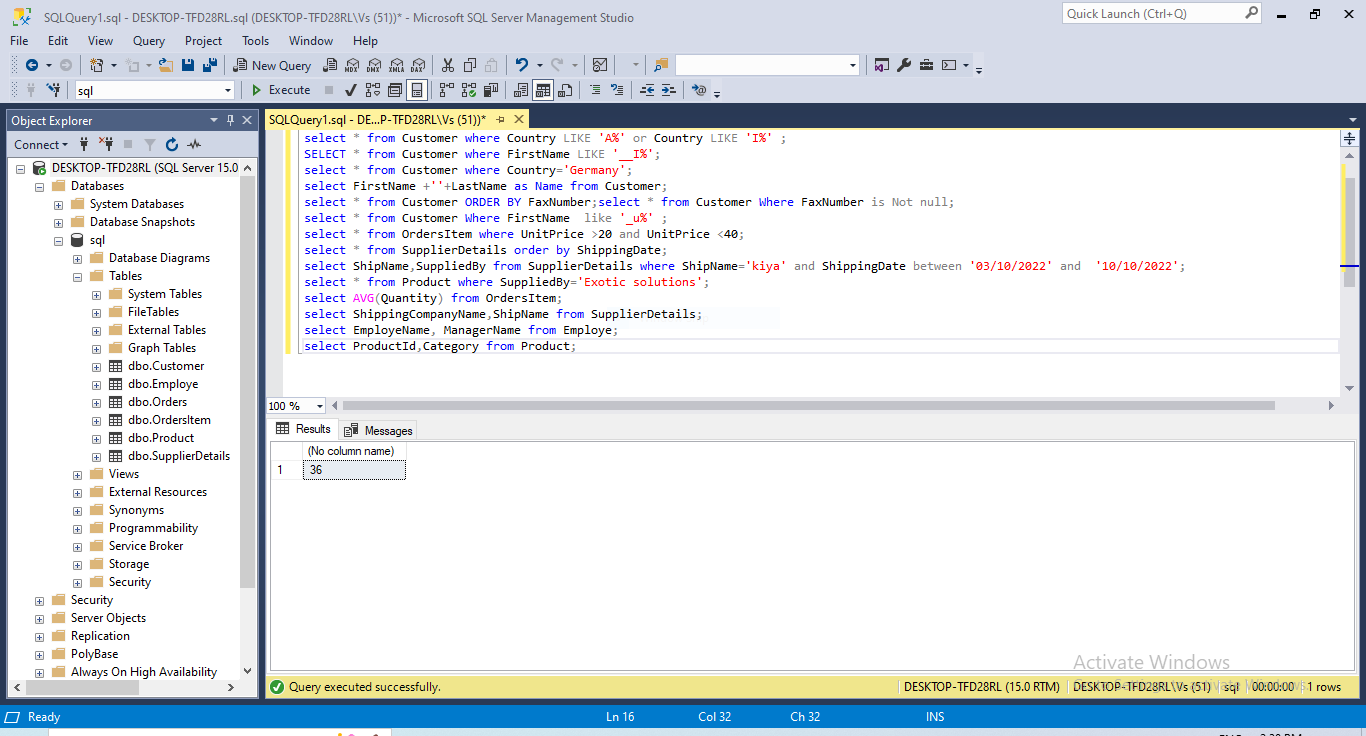 SQLQuery1.sql - DESKTOP-TFD28RL.sql (DESKTOP-TFD28RL\Vs (51))* - Microsoft SQL Server Management Studio
Quick Launch (Ctrl+Q)
File Edit View Query Project Tools Window Help
New Query MDX DMX XMLA DAX
sql Execute
Object Explorer
SQLQuery1.sql - DE...P-TFD28RL\Vs (51))*
Connect
DESKTOP-TFD28RL (SQL Server 15.0
Databases
System Databases
Database Snapshots
sql
Database Diagrams
Tables
System Tables
FileTables
External Tables
Graph Tables
dbo.Customer
dbo.Employe
dbo.Orders
dbo.OrdersItem
dbo.Product
dbo.SupplierDetails
Views
External Resources
Synonyms
Programmability
Service Broker
Storage
Security
Security
Server Objects
Replication
PolyBase
Always On High Availability
select * from Customer where Country LIKE 'A%' or Country LIKE 'I%' ;
SELECT * from Customer where FirstName LIKE '__I%';
select * from Customer where Country='Germany';
select FirstName +''+LastName as Name from Customer;
select * from Customer ORDER BY FaxNumber;select * from Customer Where FaxNumber is Not null;
select * from Customer Where FirstName  like '_u%' ;
select * from OrdersItem where UnitPrice >20 and UnitPrice <40;
select * from SupplierDetails order by ShippingDate;
select ShipName,SuppliedBy from SupplierDetails where ShipName='kiya' and ShippingDate between '03/10/2022' and  '10/10/2022';
select * from Product where SuppliedBy='Exotic solutions';
select AVG(Quantity) from OrdersItem;
select ShippingCompanyName,ShipName from SupplierDetails;
select EmployeName, ManagerName from Employe;
select ProductId,Category from Product;
100 %
Results Messages
(No column name)
1 36
Activate Windows
Query executed successfully. DESKTOP-TFD28RL (15.0 RTM) DESKTOP-TFD28RL\Vs (51) sql 00:00:00 1 rows
Ready Ln 16 Col 32 Ch 32 INS